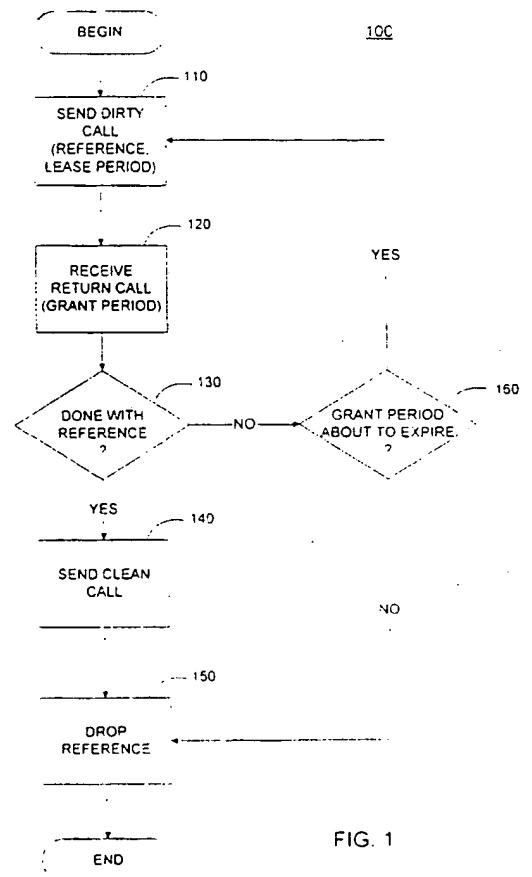 BEGIN
100
110
SEND DIRTY
CALL
(REFERENCE,
LEASE PERIOD)
120
RECEIVE
RETURN CALL
(GRANT PERIOD)
YES
130
DONE WITH
REFERENCE
?
NO
160
GRANT PERIOD
ABOUT TO EXPIRE.
?
YES
140
SEND CLEAN
CALL
NO
150
DROP
REFERENCE
END
FIG. 1